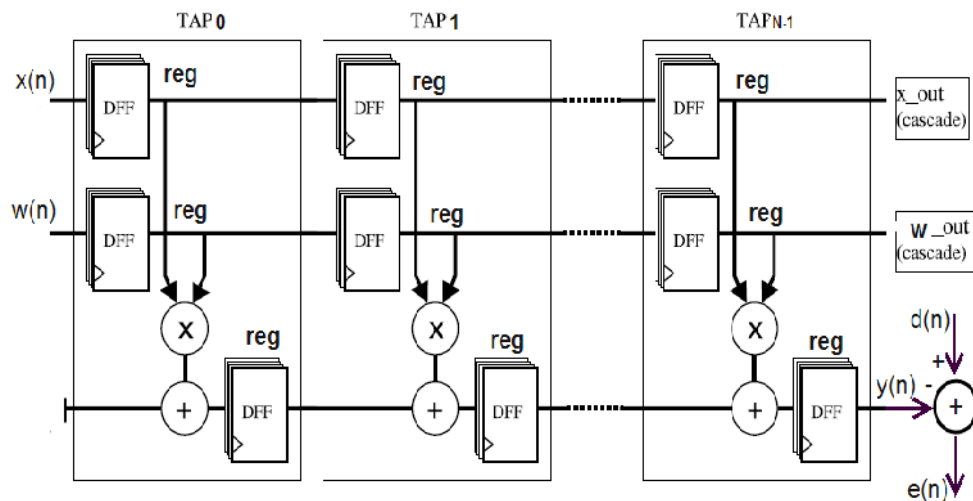 TAP 0
TAP 1
TAP N-1
x(n)
DFF
reg
DFF
reg
DFF
reg
x_out
(cascade)
w(n)
DFF
reg
DFF
reg
DFF
reg
w_out
(cascade)
X
X
X
d(n)
reg
reg
reg
+
+
DFF
+
DFF
+
DFF
y(n)
-
+
e(n)